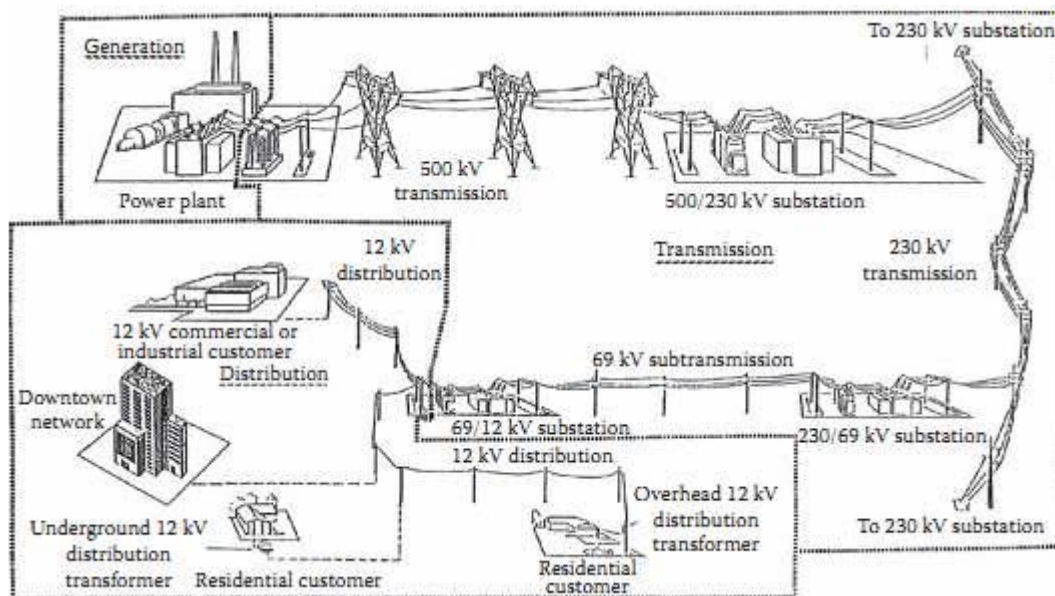 Generation
To 230 kV substation
Power plant
500 kV
transmission
500/230 kV substation
12 kV
distribution
Transmission
230 kV
transmission
12 kV commercial or
industrial customer
Distribution
69 kV subtransmission
Downtown
network
69/12 kV substation
230/69 kV substation
12 kV distribution
Overhead 12 kV
distribution
transformer
Underground 12 kV
distribution
transformer
Residential customer
Residential
customer
To 230 kV substation